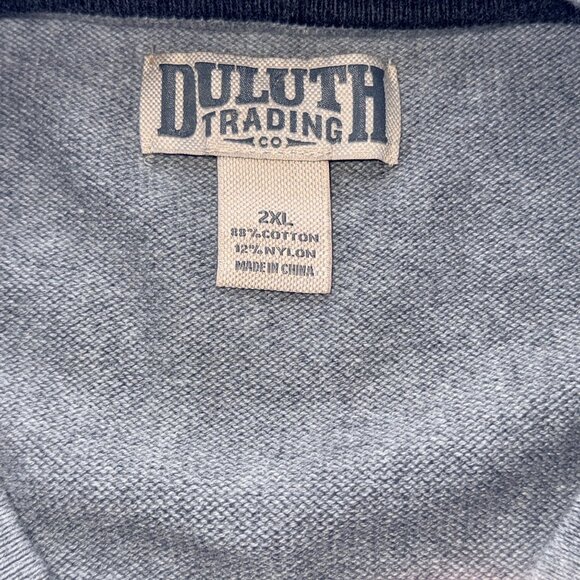 DULUTH
TRADING
CO
2XL
88% COTTON
12% NYLON
MADE IN CHINA